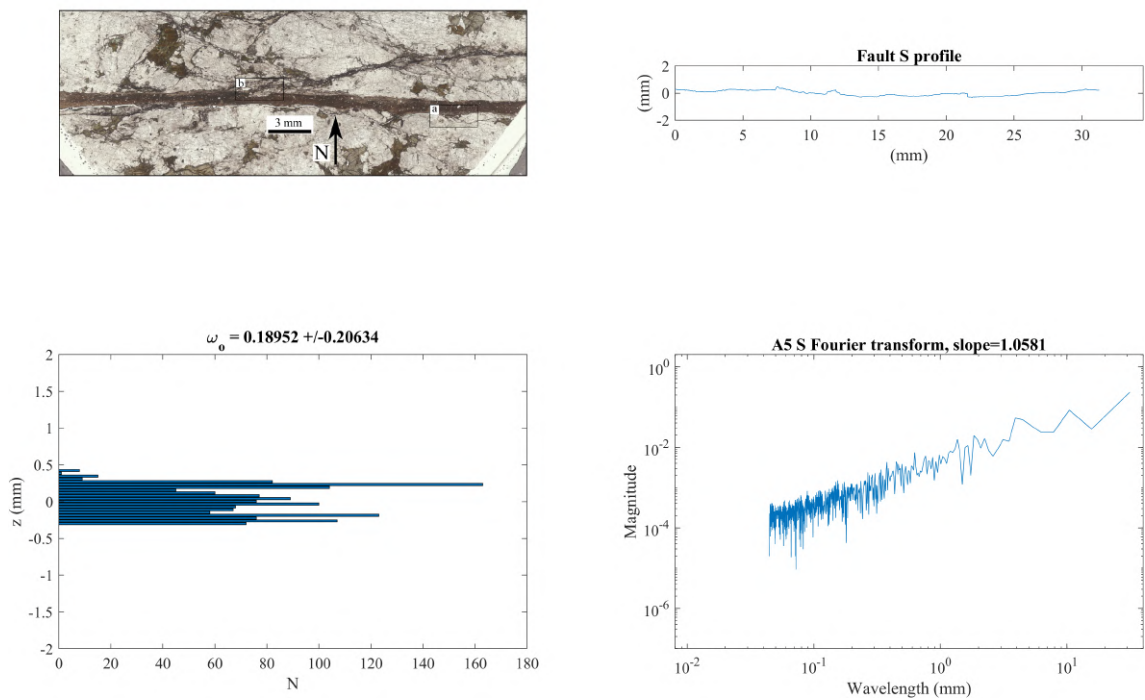 b
a
3 mm
N
Fault S profile
(mm)
2
0
-2
0 5 10 15 20 25 30
(mm)
ω₀ = 0.18952 +/-0.20634
z (mm)
2
1.5
1
0.5
0
-0.5
-1
-1.5
-2
0 20 40 60 80 100 120 140 160 180
N
A5 S Fourier transform, slope=1.0581
Magnitude
10⁰
10⁻²
10⁻⁴
10⁻⁶
10⁻² 10⁻¹ 10⁰ 10¹
Wavelength (mm)